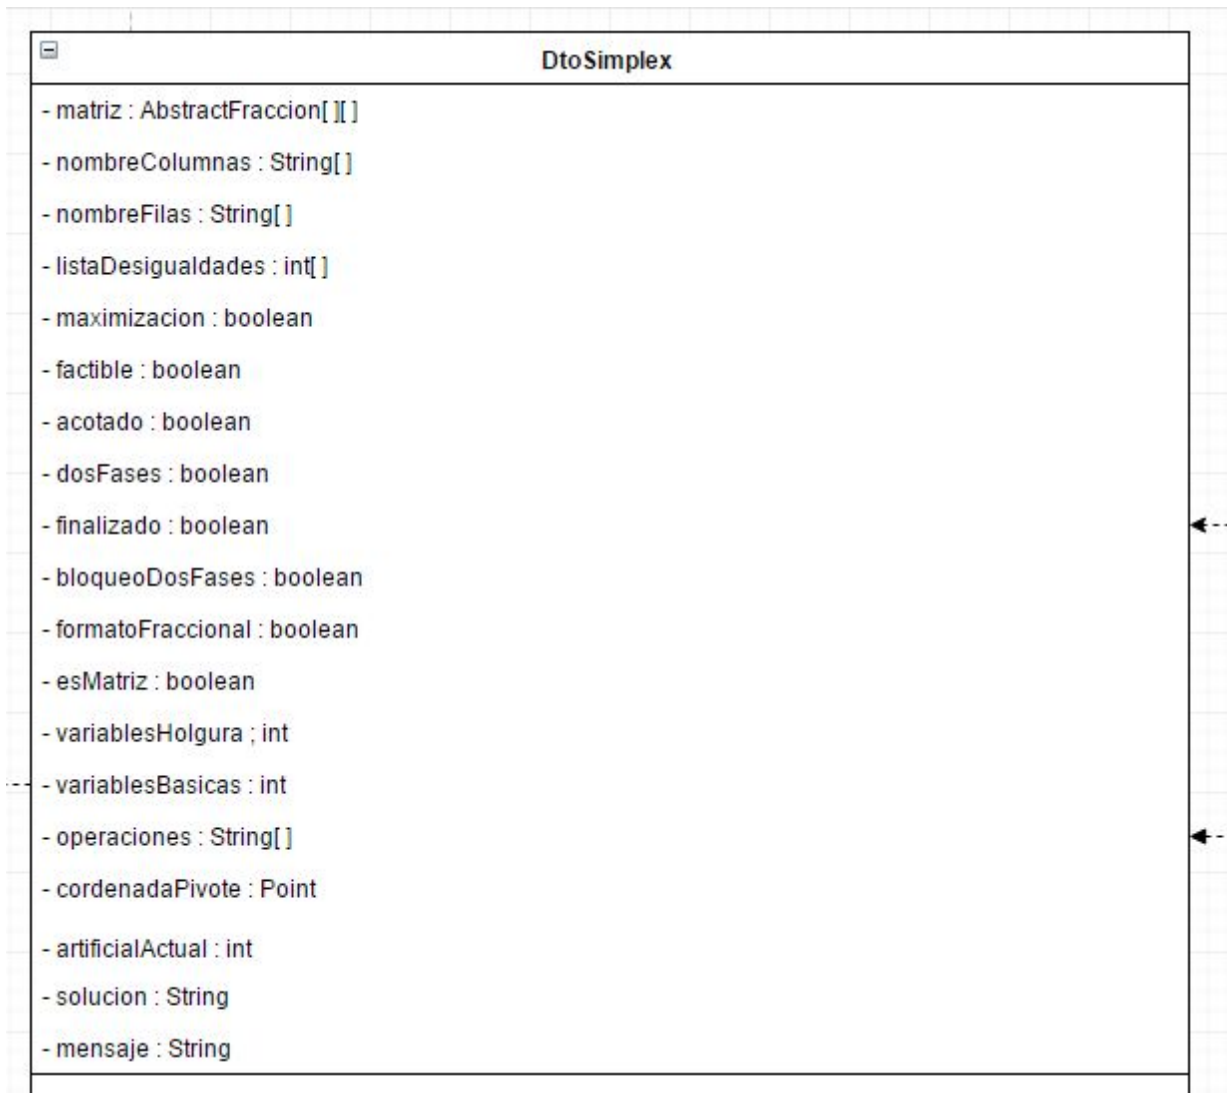 DtoSimplex
- matriz : AbstractFraccion[ ][ ]
- nombreColumnas : String[ ]
- nombreFilas : String[ ]
- listaDesigualdades : int[ ]
- maximizacion : boolean
- factible : boolean
- acotado : boolean
- dosFases : boolean
- finalizado : boolean
- bloqueoDosFases : boolean
- formatoFraccional : boolean
- esMatriz : boolean
- variablesHolgura ; int
- variablesBasicas : int
- operaciones : String[ ]
- cordenadaPivote : Point
- artificialActual : int
- solucion : String
- mensaje : String